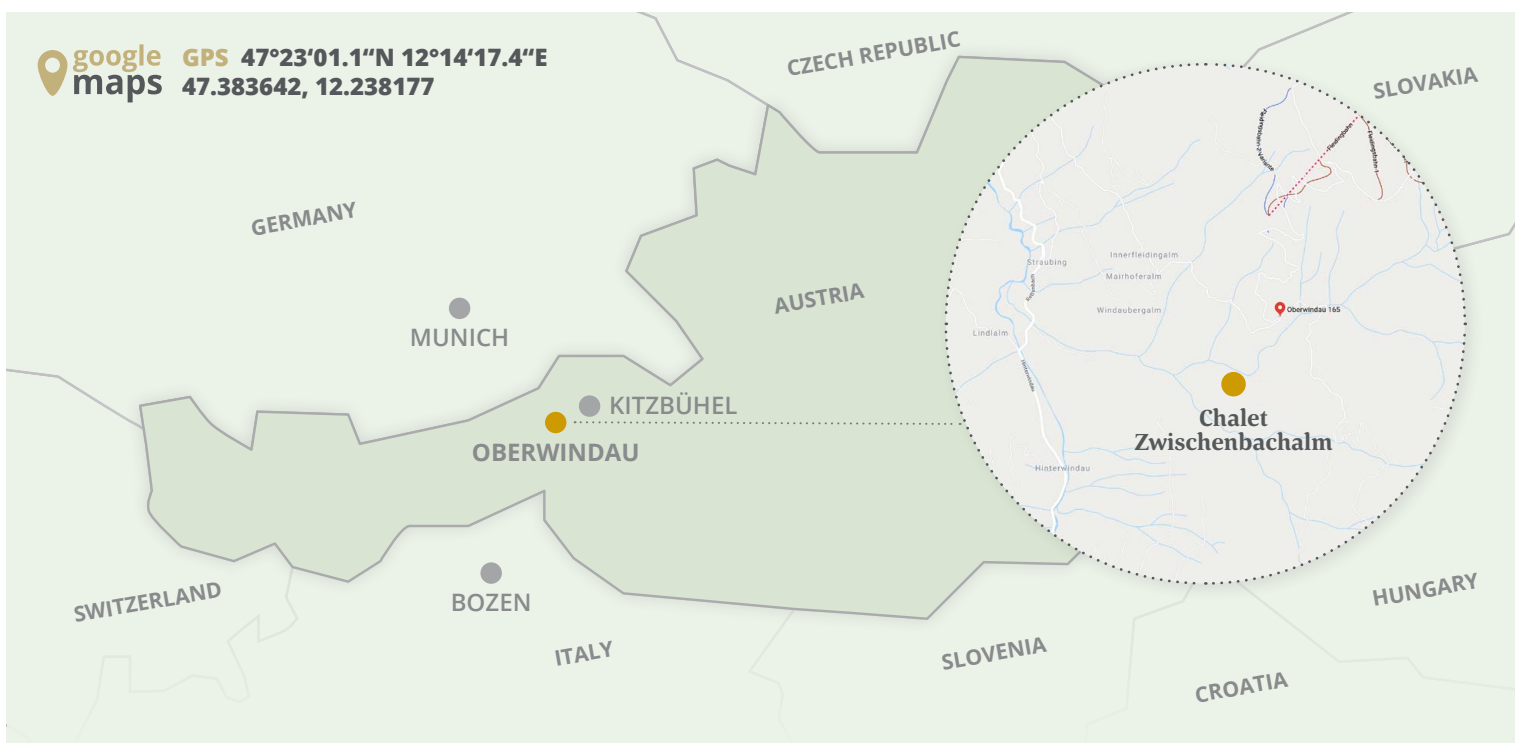 google
maps
GPS 47°23‘01.1“N 12°14‘17.4“E
47.383642, 12.238177
CZECH REPUBLIC
SLOVAKIA
GERMANY
AUSTRIA
MUNICH
KITZBÜHEL
OBERWINDAU
BOZEN
SWITZERLAND
ITALY
SLOVENIA
CROATIA
HUNGARY
Straubing
Innerfleidingalm
Mairhoferalm
Windaubergalm
Lindlalm
Hinterwindau
Hinterwindau
Oberwindau 165
Fleidingbahn
Chalet
Zwischenbachalm